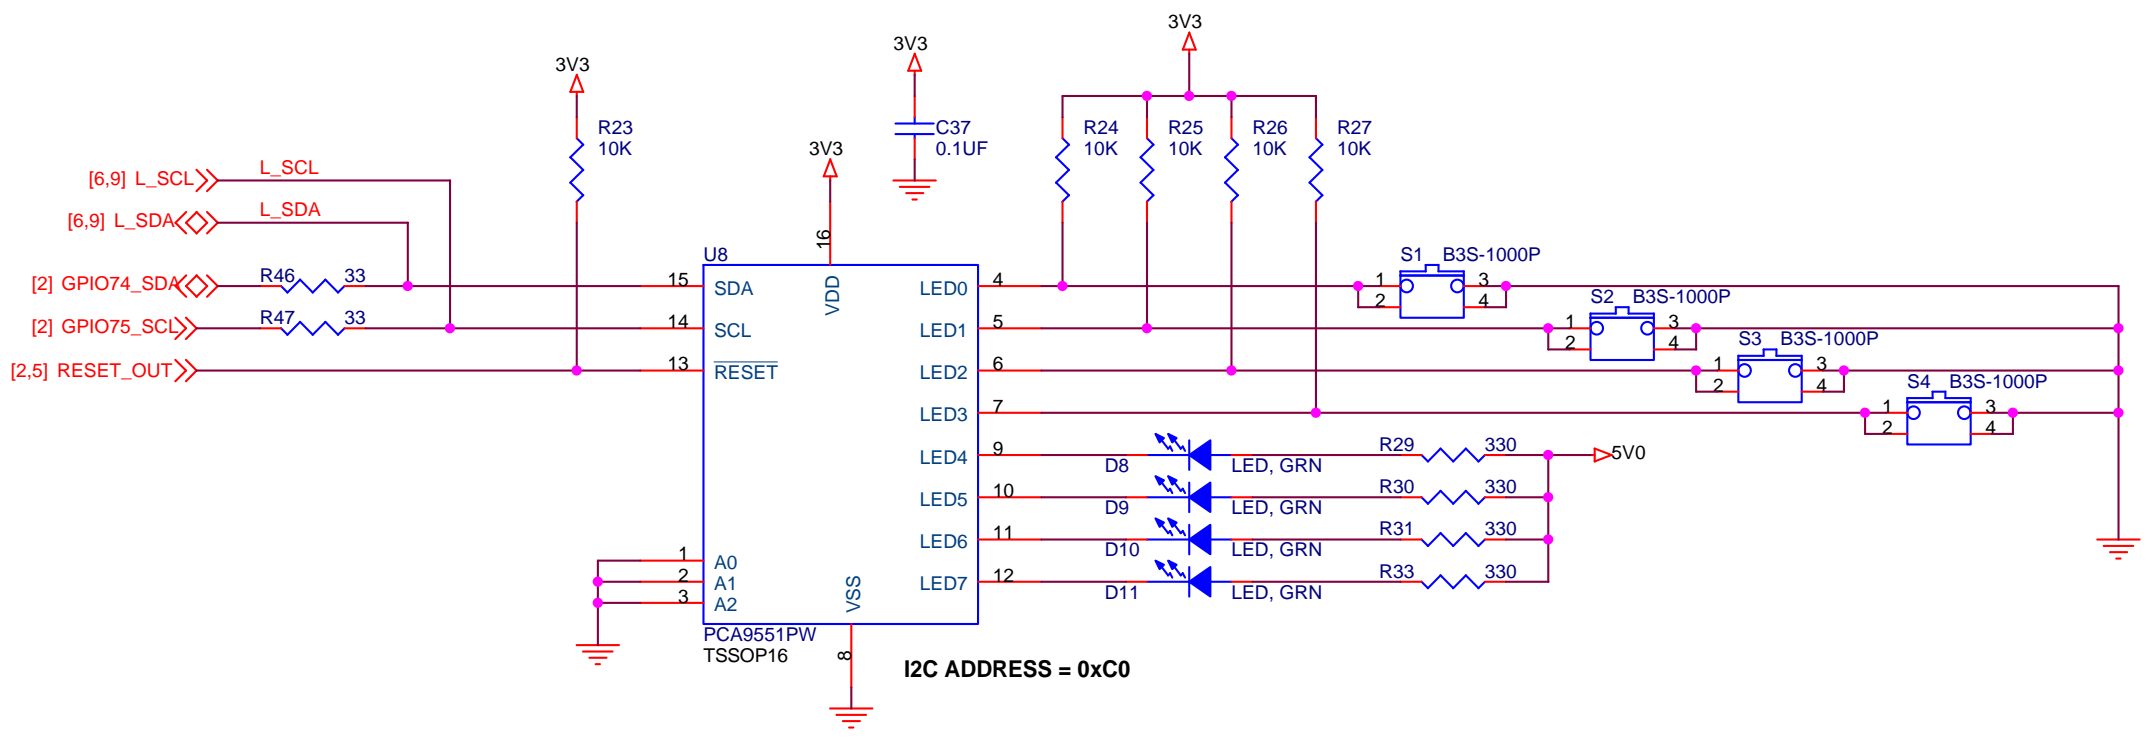 3V3
3V3
3V3
3V3
R23
10K
C37
0.1UF
R24
10K
R25
10K
R26
10K
R27
10K
[6,9] L_SCL
L_SCL
[6,9] L_SDA
L_SDA
[2] GPIO74_SDA
R46
33
[2] GPIO75_SCL
R47
33
[2,5] RESET_OUT
U8
16
VDD
15
SDA
14
SCL
13
RESET
1
A0
2
A1
3
A2
VSS
8
LED0
4
LED1
5
LED2
6
LED3
7
LED4
9
LED5
10
LED6
11
LED7
12
S1 B3S-1000P
1
2
3
4
S2 B3S-1000P
1
2
3
4
S3 B3S-1000P
1
2
3
4
S4 B3S-1000P
1
2
3
4
D8
LED, GRN
R29
330
5V0
D9
LED, GRN
R30
330
D10
LED, GRN
R31
330
D11
LED, GRN
R33
330
PCA9551PW
TSSOP16
I2C ADDRESS = 0xC0